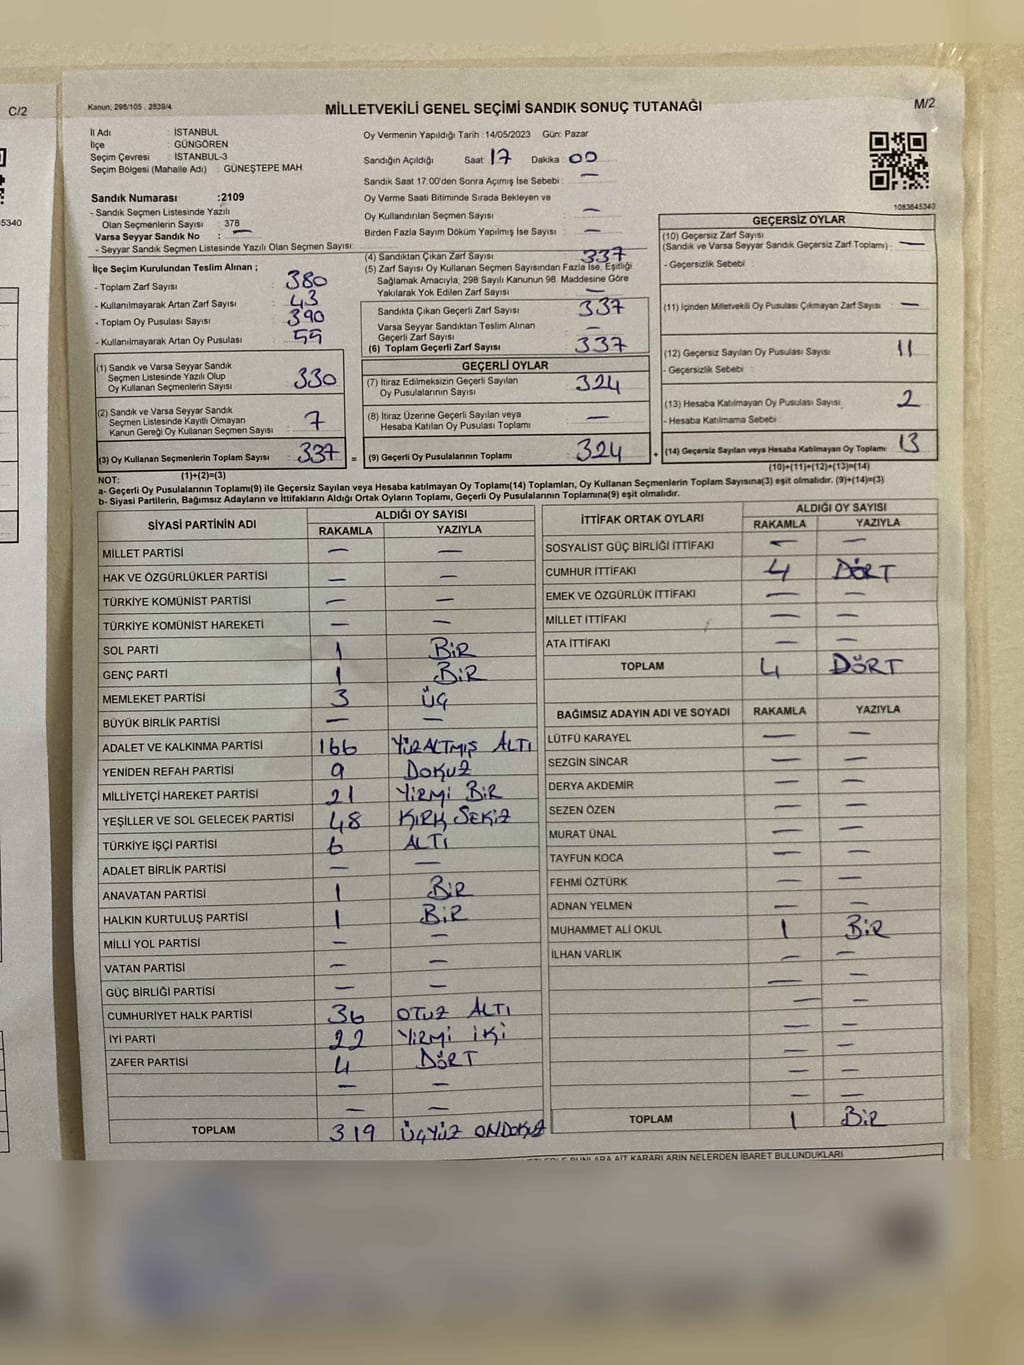 C/2
5340
Kanun: 298/105 , 2839/4
MİLLETVEKİLİ GENEL SEÇİMİ SANDIK SONUÇ TUTANAĞI
M/2
İl Adı : İSTANBUL
İlçe : GÜNGÖREN
Seçim Çevresi : İSTANBUL-3
Seçim Bölgesi (Mahalle Adı) : GÜNEŞTEPE MAH
Oy Vermenin Yapıldığı Tarih : 14/05/2023 Gün: Pazar
Sandığın Açıldığı Saat: 17 Dakika : 00
Sandık Saat 17:00'den Sonra Açımış İse Sebebi : —
Oy Verme Saati Bitiminde Sırada Bekleyen ve
Oy Kullandırılan Seçmen Sayısı : —
Birden Fazla Sayım Döküm Yapılmış İse Sayısı : —
1083645340
Sandık Numarası :2109
- Sandık Seçmen Listesinde Yazılı
Olan Seçmenlerin Sayısı : 378
Varsa Seyyar Sandık No : —
- Seyyar Sandık Seçmen Listesinde Yazılı Olan Seçmen Sayısı:
İlçe Seçim Kurulundan Teslim Alınan ;
- Toplam Zarf Sayısı : 380
- Kullanılmayarak Artan Zarf Sayısı : 43
- Toplam Oy Pusulası Sayısı : 390
- Kullanılmayarak Artan Oy Pusulası : 55
(1) Sandık ve Varsa Seyyar Sandık
Seçmen Listesinde Yazılı Olup
Oy Kullanan Seçmenlerin Sayısı : 330
(2) Sandık ve Varsa Seyyar Sandık
Seçmen Listesinde Kayıtlı Olmayan
Kanun Gereği Oy Kullanan Seçmen Sayısı : 7
(3) Oy Kullanan Seçmenlerin Toplam Sayısı : 337
(1)+(2)=(3)
(4) Sandıktan Çıkan Zarf Sayısı : 337
(5) Zarf Sayısı Oy Kullanan Seçmen Sayısından Fazla İse, Eşitliği
Sağlamak Amacıyla; 298 Sayılı Kanunun 98. Maddesine Göre
Yakılarak Yok Edilen Zarf Sayısı : —
Sandıkta Çıkan Geçerli Zarf Sayısı : 337
Varsa Seyyar Sandıktan Teslim Alınan
Geçerli Zarf Sayısı : —
(6) Toplam Geçerli Zarf Sayısı : 337
GEÇERLİ OYLAR
(7) İtiraz Edilmeksizin Geçerli Sayılan
Oy Pusulalarının Sayısı : 324
(8) İtiraz Üzerine Geçerli Sayılan veya
Hesaba Katılan Oy Pusulası Toplamı : —
= (9) Geçerli Oy Pusulalarının Toplamı : 324
GEÇERSİZ OYLAR
(10) Geçersiz Zarf Sayısı
(Sandık ve Varsa Seyyar Sandık Geçersiz Zarf Toplamı) : —
- Geçersizlik Sebebi :
(11) İçinden Milletvekili Oy Pusulası Çıkmayan Zarf Sayısı : —
(12) Geçersiz Sayılan Oy Pusulası Sayısı : 11
- Geçersizlik Sebebi :
(13) Hesaba Katılmayan Oy Pusulası Sayısı : 2
- Hesaba Katılmama Sebebi :
+ (14) Geçersiz Sayılan veya Hesaba Katılmayan Oy Toplamı : 13
(10)+(11)+(12)+(13)=(14)
NOT:
a- Geçerli Oy Pusulalarının Toplamı(9) ile Geçersiz Sayılan veya Hesaba katılmayan Oy Toplamı(14) Toplamları, Oy Kullanan Seçmenlerin Toplam Sayısına(3) eşit olmalıdır. (9)+(14)=(3)
b- Siyasi Partilerin, Bağımsız Adayların ve İttifakların Aldığı Ortak Oyların Toplamı, Geçerli Oy Pusulalarının Toplamına(9) eşit olmalıdır.
SİYASİ PARTİNİN ADI ALDIĞI OY SAYISI
RAKAMLA YAZIYLA
MİLLET PARTİSİ — —
HAK VE ÖZGÜRLÜKLER PARTİSİ — —
TÜRKİYE KOMÜNİST PARTİSİ — —
TÜRKİYE KOMÜNİST HAREKETİ — —
SOL PARTİ 1 BİR
GENÇ PARTİ 1 BİR
MEMLEKET PARTİSİ 3 ÜÇ
BÜYÜK BİRLİK PARTİSİ — —
ADALET VE KALKINMA PARTİSİ 166 YÜZALTMIŞ ALTI
YENİDEN REFAH PARTİSİ 9 DOKUZ
MİLLİYETÇİ HAREKET PARTİSİ 21 YİRMİ BİR
YEŞİLLER VE SOL GELECEK PARTİSİ 48 KIRK SEKİZ
TÜRKİYE İŞÇİ PARTİSİ 6 ALTI
ADALET BİRLİK PARTİSİ — —
ANAVATAN PARTİSİ 1 BİR
HALKIN KURTULUŞ PARTİSİ 1 BİR
MİLLİ YOL PARTİSİ — —
VATAN PARTİSİ — —
GÜÇ BİRLİĞİ PARTİSİ — —
CUMHURİYET HALK PARTİSİ 36 OTUZ ALTI
İYİ PARTİ 22 YİRMİ İKİ
ZAFER PARTİSİ 4 DÖRT
— —
— —
TOPLAM 319 ÜÇYÜZ ONDOKUZ
İTTİFAK ORTAK OYLARI ALDIĞI OY SAYISI
RAKAMLA YAZIYLA
SOSYALİST GÜÇ BİRLİĞİ İTTİFAKI — —
CUMHUR İTTİFAKI 4 DÖRT
EMEK VE ÖZGÜRLÜK İTTİFAKI — —
MİLLET İTTİFAKI — —
ATA İTTİFAKI — —
TOPLAM 4 DÖRT
BAĞIMSIZ ADAYIN ADI VE SOYADI RAKAMLA YAZIYLA
LÜTFÜ KARAYEL — —
SEZGİN SİNCAR — —
DERYA AKDEMİR — —
SEZEN ÖZEN — —
MURAT ÜNAL — —
TAYFUN KOCA — —
FEHMİ ÖZTÜRK — —
ADNAN YELMEN — —
MUHAMMET ALİ OKUL 1 BİR
İLHAN VARLIK — —
— —
— —
— —
— —
— —
— —
TOPLAM 1 BİR
BUNLARA AİT KARARLARIN NELERDEN İBARET BULUNDUKLARI